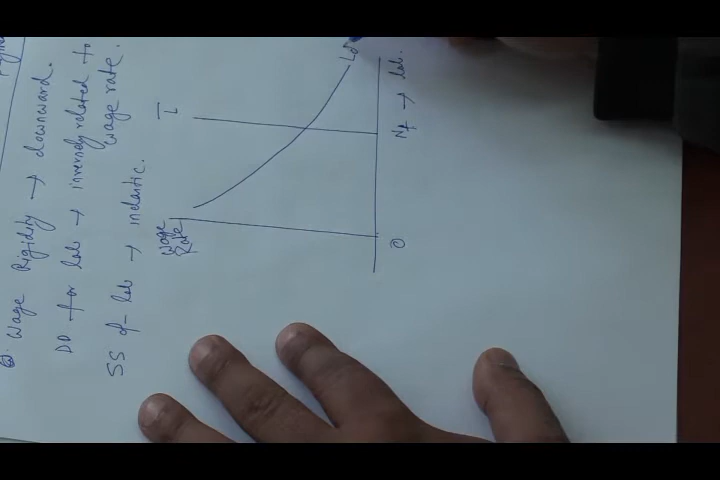 Wage Rigidity → downward.
DD for lab → inversely related to
wage rate.
SS of lab → inelastic.
Wage
Rate
L
Ld
O
Nf → lab.